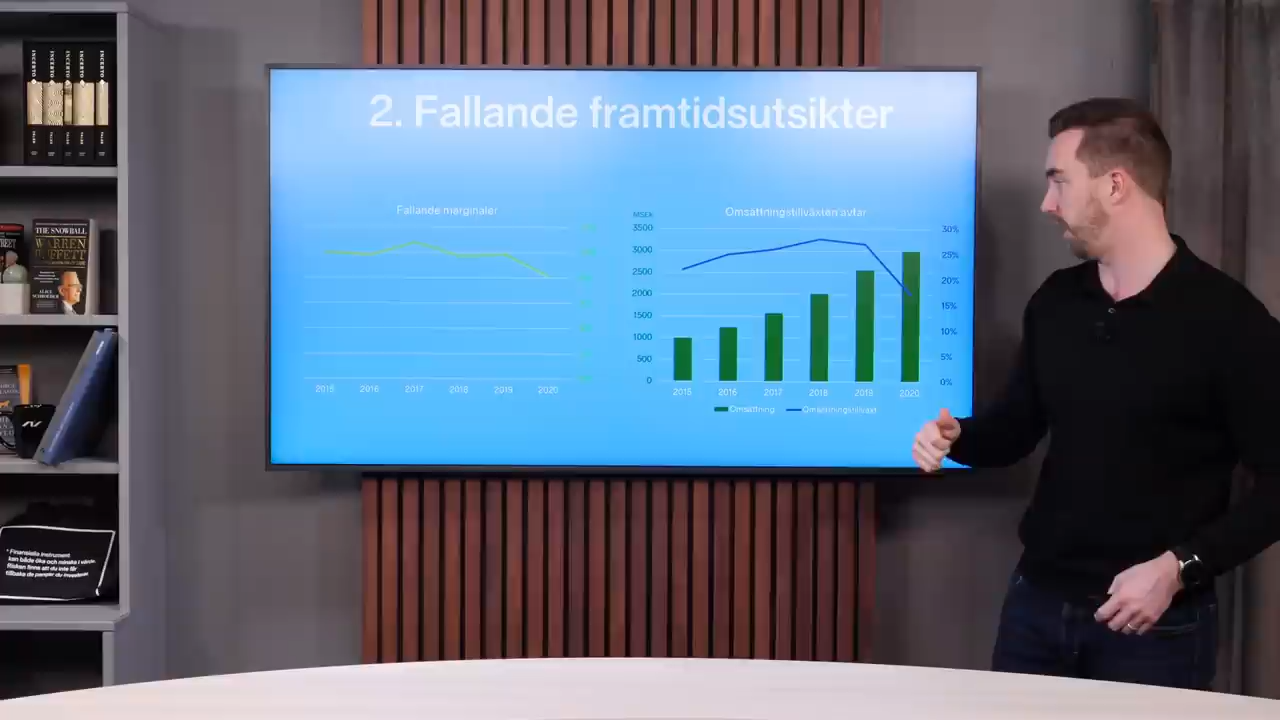 2. Fallande framtidsutsikter
Fallande marginaler
2015 2016 2017 2018 2019 2020
MSEK
Omsättningstillväxten avtar
3500
3000
2500
2000
1500
1000
500
0
30%
25%
20%
15%
10%
5%
0%
2015 2016 2017 2018 2019 2020
Omsättning
Omsättningstillväxt
INCERTO INCERTO INCERTO INCERTO INCERTO
THE SNOWBALL
WARREN
BUFFETT
ALICE
SCHROEDER
* Finansiella instrument
kan både öka och minska i värde.
Risken finns att du inte får
tillbaka de pengar du investerar.